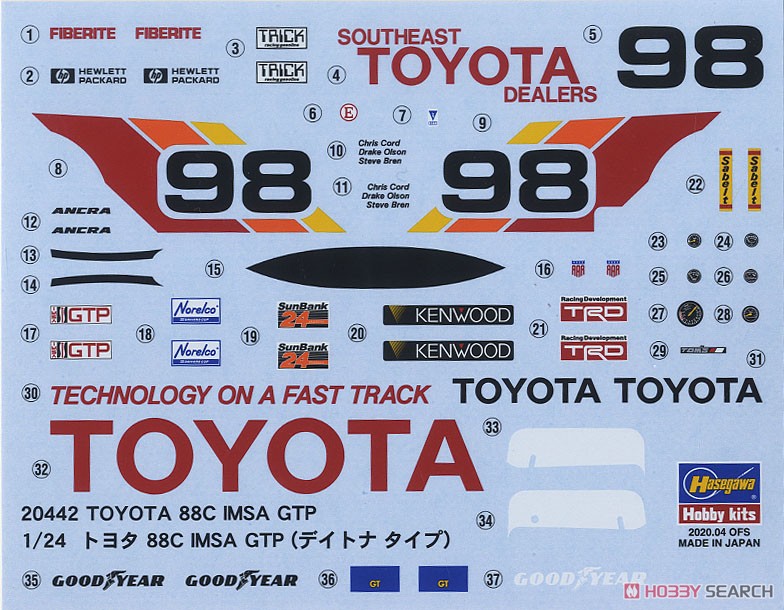 1 FIBERITE FIBERITE
2 hp HEWLETT PACKARD hp HEWLETT PACKARD
3 TRICK racing gasoline
TRICK racing gasoline
4 SOUTHEAST
TOYOTA
DEALERS
5 98
6 E
7
8 98
9 98
10 Chris Cord
Drake Olson
Steve Bren
11 Chris Cord
Drake Olson
Steve Bren
12 ANCRA
ANCRA
13
14
15
16
17 GTP
GTP
18 Norelco
Norelco
19 SunBank
24
SunBank
24
20 KENWOOD
KENWOOD
21 Racing Development
TRD
Racing Development
TRD
22 Sabelt Sabelt
23 24
25 26
27 28
29
30 TECHNOLOGY ON A FAST TRACK
31 TOYOTA TOYOTA
32 TOYOTA
33
34
20442 TOYOTA 88C IMSA GTP
1/24 トヨタ 88C IMSA GTP (デイトナ タイプ)
Hasegawa
Hobby kits
2020.04 OFS
MADE IN JAPAN
35 GOODYEAR GOODYEAR
36 GT GT
37 GOODYEAR
HOBBY SEARCH